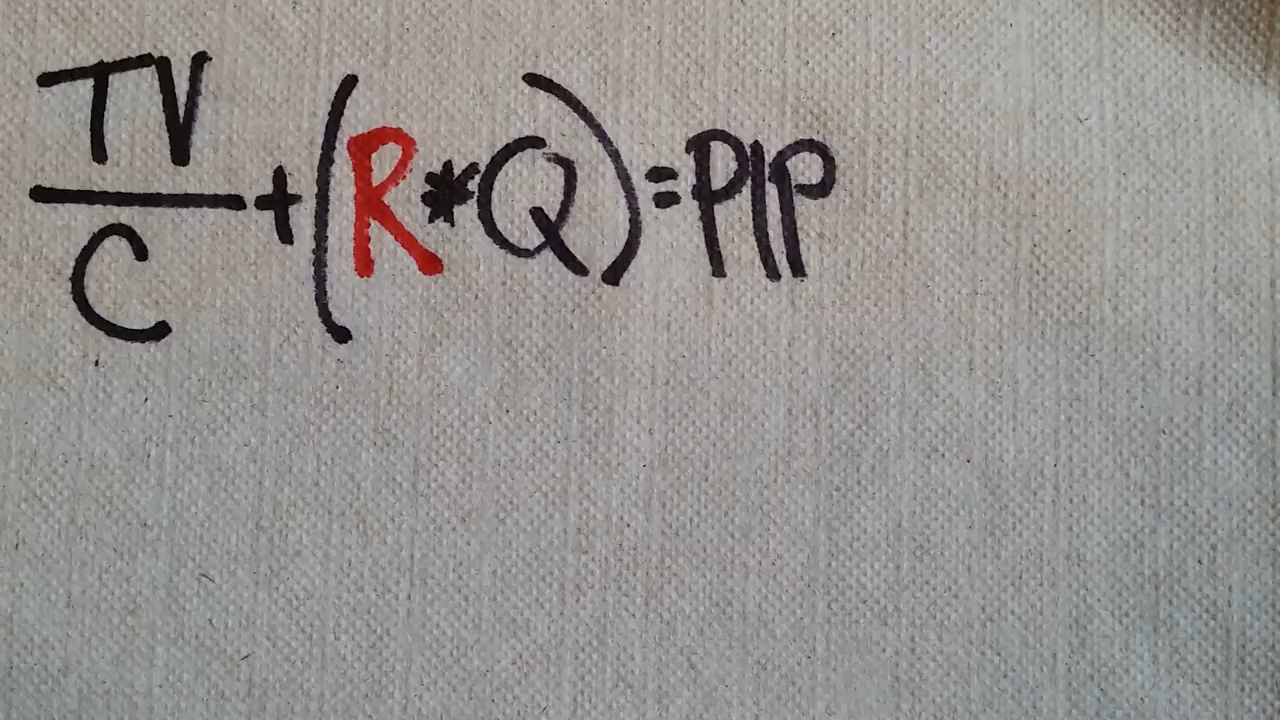 TV/C + (R*Q) = PIP